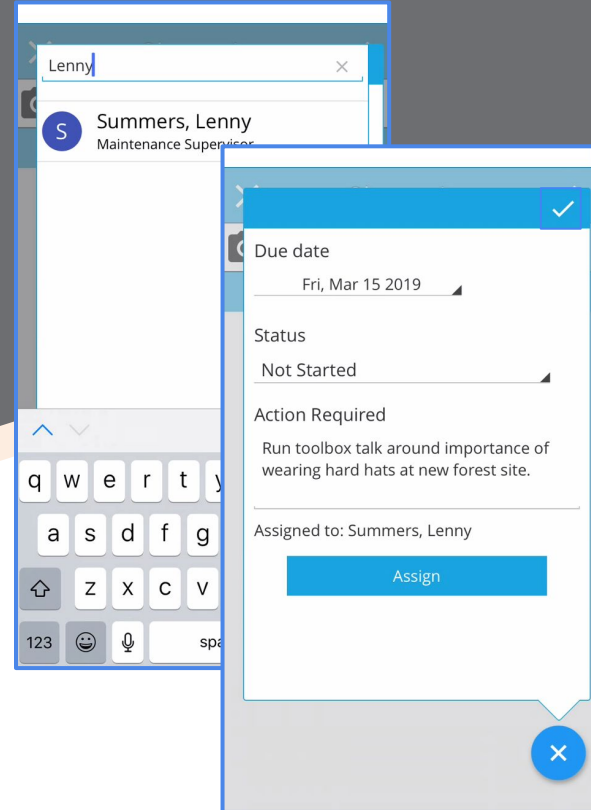 Lenny
S
Summers, Lenny
Maintenance Supervisor
q w e r t y
a s d f g
z x c v
123
Due date
Fri, Mar 15 2019
Status
Not Started
Action Required
Run toolbox talk around importance of
wearing hard hats at new forest site.
Assigned to: Summers, Lenny
Assign